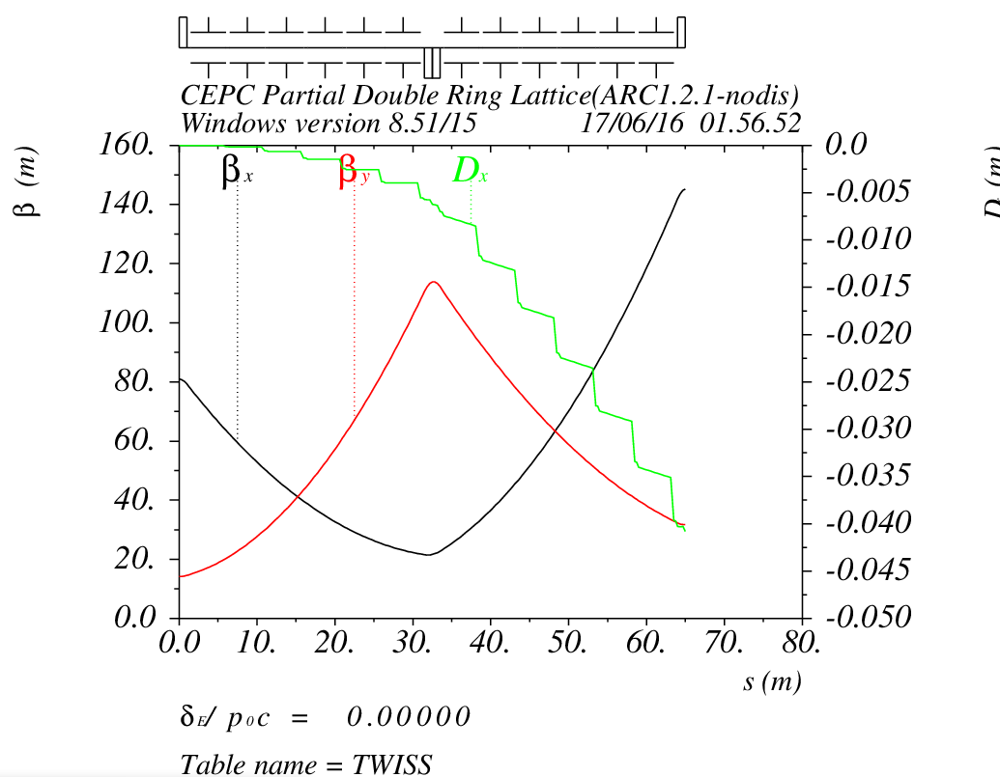 CEPC Partial Double Ring Lattice(ARC1.2.1-nodis)
Windows version 8.51/15 17/06/16 01.56.52
β (m)
160.
140.
120.
100.
80.
60.
40.
20.
0.0
βx βy Dx
0.0
-0.005
-0.010
-0.015
-0.020
-0.025
-0.030
-0.035
-0.040
-0.045
-0.050
D (m)
0.0 10. 20. 30. 40. 50. 60. 70. 80.
s (m)
δE/ p0c = 0.00000
Table name = TWISS